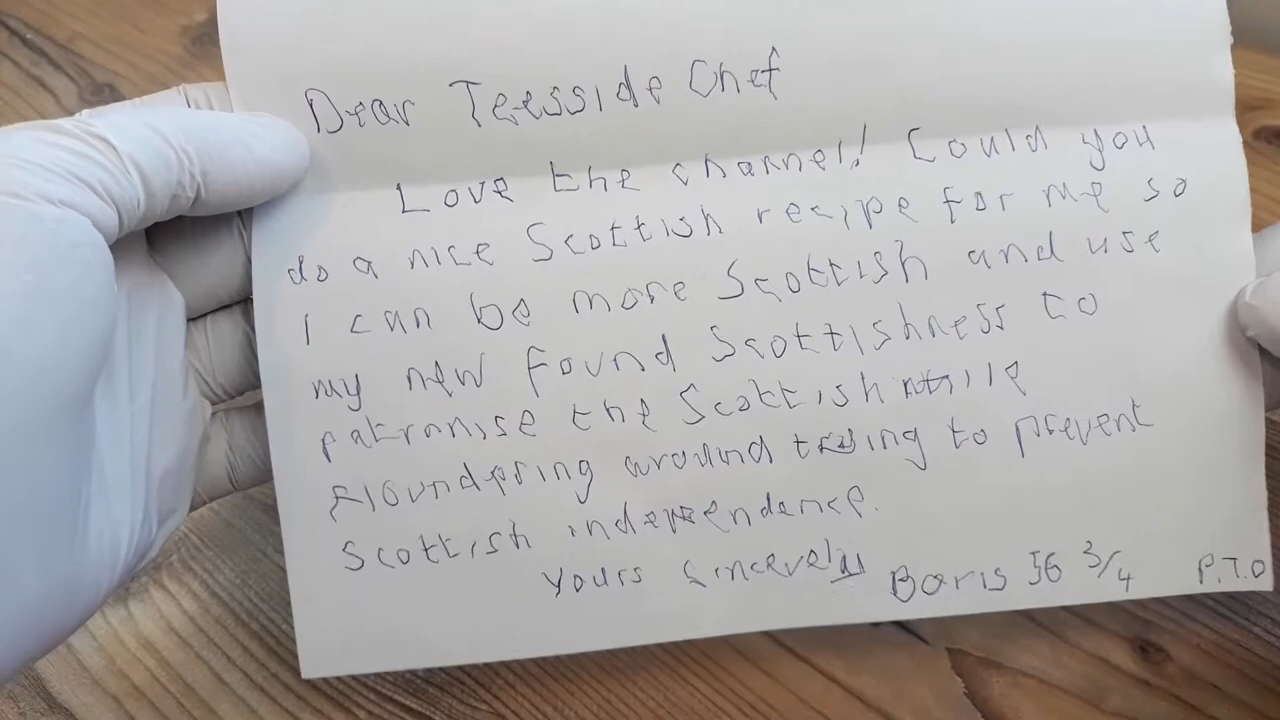 Dear Teesside Chef
Love the channel! Could you
do a nice Scottish recipe for me so
I can be more Scottish and use
my new found Scottishness to
patronise the Scottish while
floundering around trying to prevent
Scottish independence.
Yours sincerely Boris 56 3/4 P.T.O